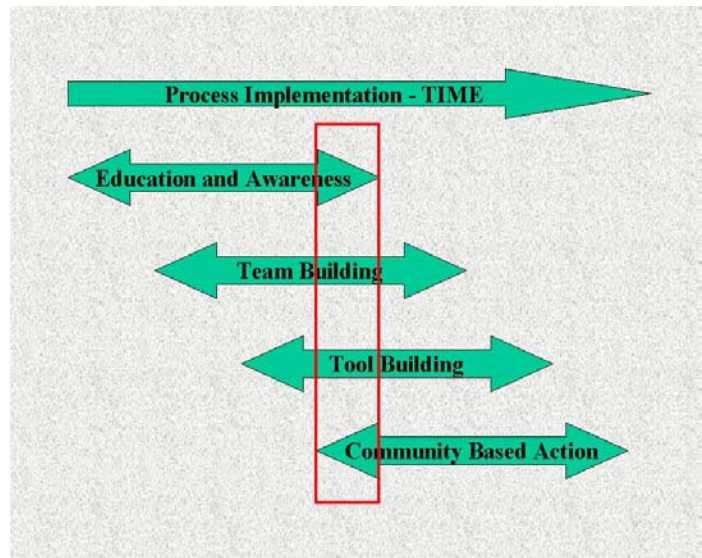 Process Implementation - TIME
Education and Awareness
Team Building
Tool Building
Community Based Action